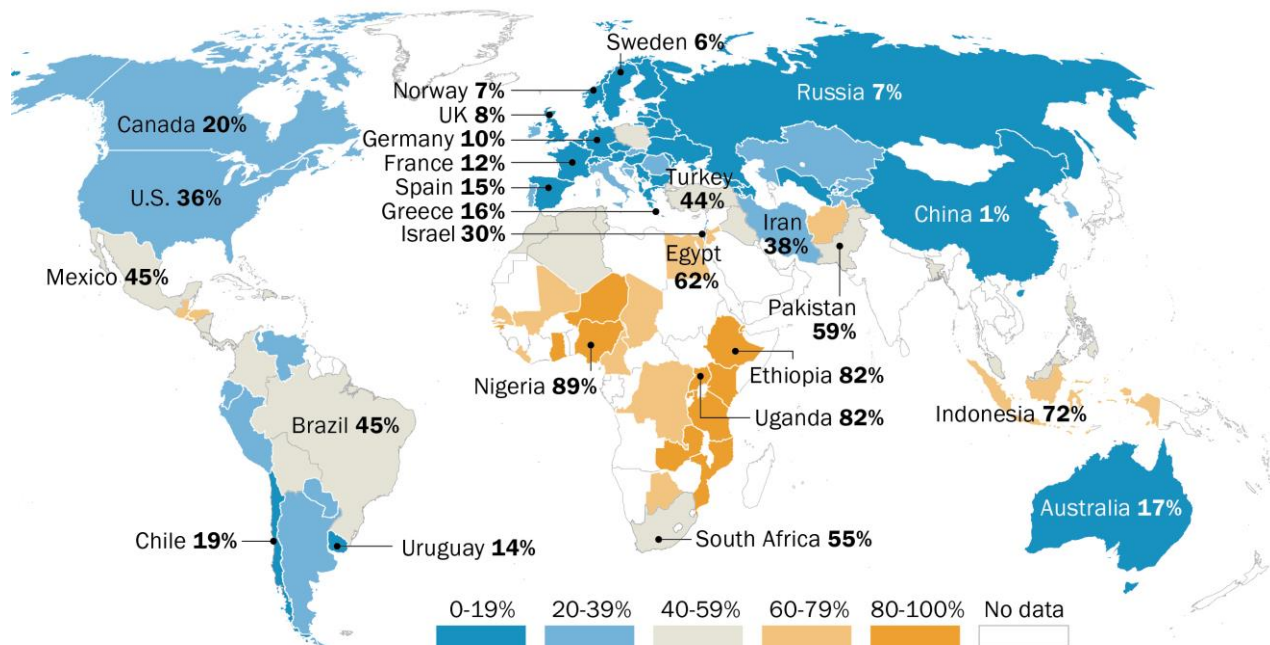 Sweden 6%
Norway 7%
Russia 7%
UK 8%
Canada 20%
Germany 10%
France 12%
Turkey
44%
Spain 15%
U.S. 36%
China 1%
Greece 16%
Iran
38%
Israel 30%
Egypt
62%
Mexico 45%
Pakistan
59%
Nigeria 89%
Ethiopia 82%
Uganda 82%
Indonesia 72%
Brazil 45%
Australia 17%
Chile 19%
Uruguay 14%
South Africa 55%
0-19%
20-39%
40-59%
60-79%
80-100%
No data